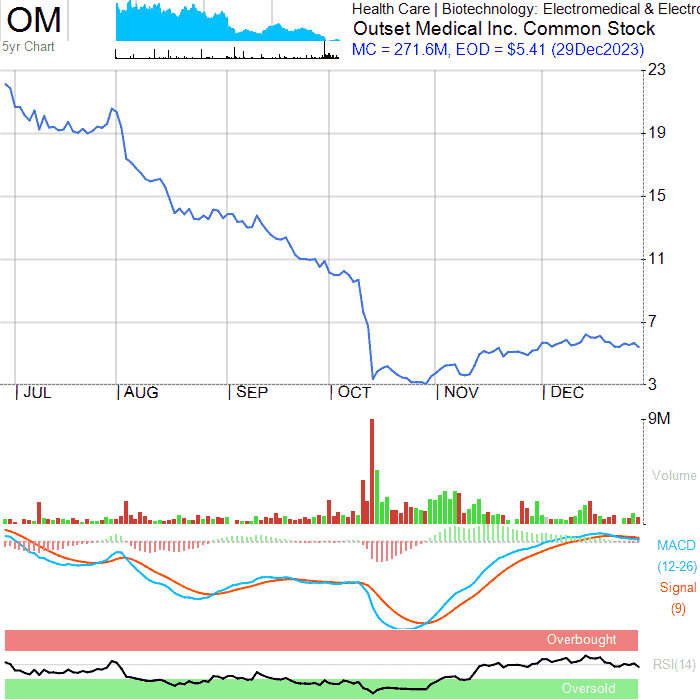 OM
5yr Chart
Health Care | Biotechnology: Electromedical & Electro
Outset Medical Inc. Common Stock
MC = 271.6M, EOD = $5.41 (29Dec2023)
23
19
15
11
7
3
JUL AUG SEP OCT NOV DEC
9M
Volume
MACD
(12-26)
Signal
(9)
Overbought
RSI(14)
Oversold